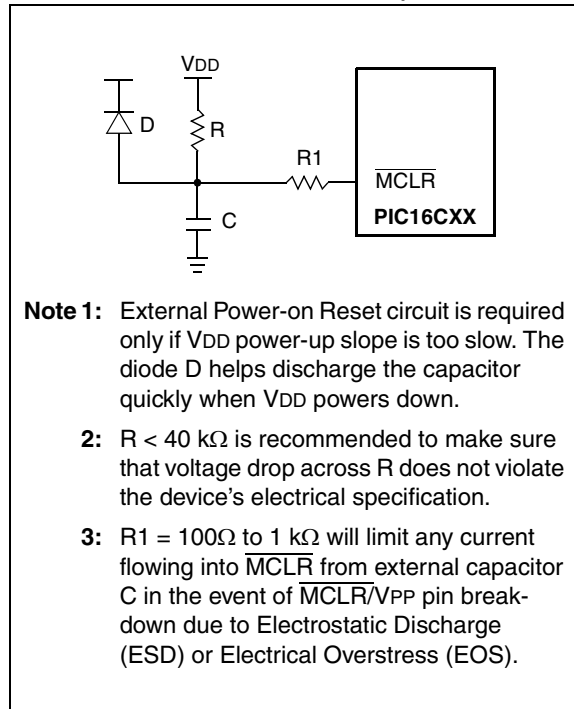 VDD
D
R
R1
MCLR
C
PIC16CXX
Note 1: External Power-on Reset circuit is required
only if VDD power-up slope is too slow. The
diode D helps discharge the capacitor
quickly when VDD powers down.
2: R < 40 kΩ is recommended to make sure
that voltage drop across R does not violate
the device's electrical specification.
3: R1 = 100Ω to 1 kΩ will limit any current
flowing into MCLR from external capacitor
C in the event of MCLR/VPP pin break-
down due to Electrostatic Discharge
(ESD) or Electrical Overstress (EOS).